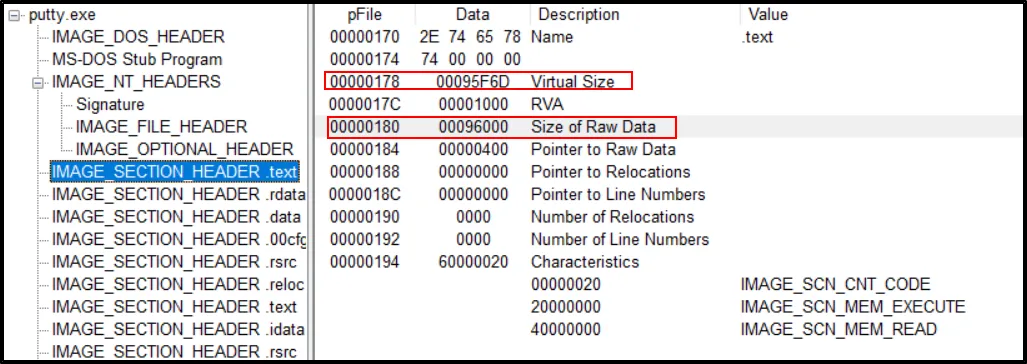 putty.exe
IMAGE_DOS_HEADER
MS-DOS Stub Program
IMAGE_NT_HEADERS
Signature
IMAGE_FILE_HEADER
IMAGE_OPTIONAL_HEADER
IMAGE_SECTION_HEADER .text
IMAGE_SECTION_HEADER .rdata
IMAGE_SECTION_HEADER .data
IMAGE_SECTION_HEADER .00cfg
IMAGE_SECTION_HEADER .rsrc
IMAGE_SECTION_HEADER .reloc
IMAGE_SECTION_HEADER .text
IMAGE_SECTION_HEADER .idata
IMAGE_SECTION_HEADER .rsrc
pFile Data Description Value
00000170 2E 74 65 78 Name .text
00000174 74 00 00 00
00000178 00095F6D Virtual Size
0000017C 00001000 RVA
00000180 00096000 Size of Raw Data
00000184 00000400 Pointer to Raw Data
00000188 00000000 Pointer to Relocations
0000018C 00000000 Pointer to Line Numbers
00000190 0000 Number of Relocations
00000192 0000 Number of Line Numbers
00000194 60000020 Characteristics
00000020 IMAGE_SCN_CNT_CODE
20000000 IMAGE_SCN_MEM_EXECUTE
40000000 IMAGE_SCN_MEM_READ